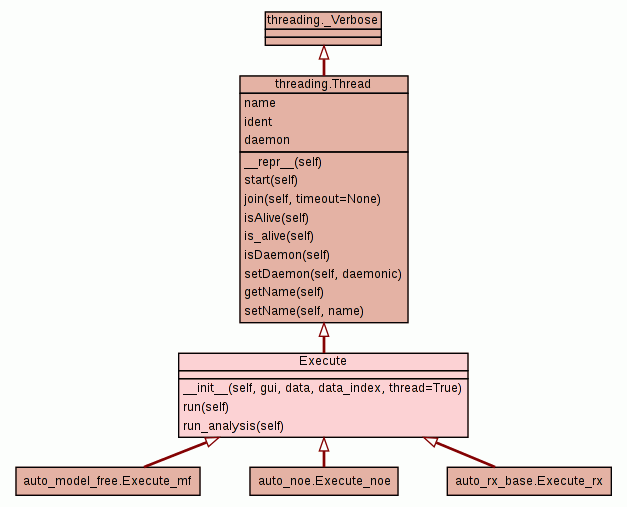 threading._Verbose
threading.Thread
name
ident
daemon
__repr__(self)
start(self)
join(self, timeout=None)
isAlive(self)
is_alive(self)
isDaemon(self)
setDaemon(self, daemonic)
getName(self)
setName(self, name)
Execute
__init__(self, gui, data, data_index, thread=True)
run(self)
run_analysis(self)
auto_model_free.Execute_mf
auto_noe.Execute_noe
auto_rx_base.Execute_rx